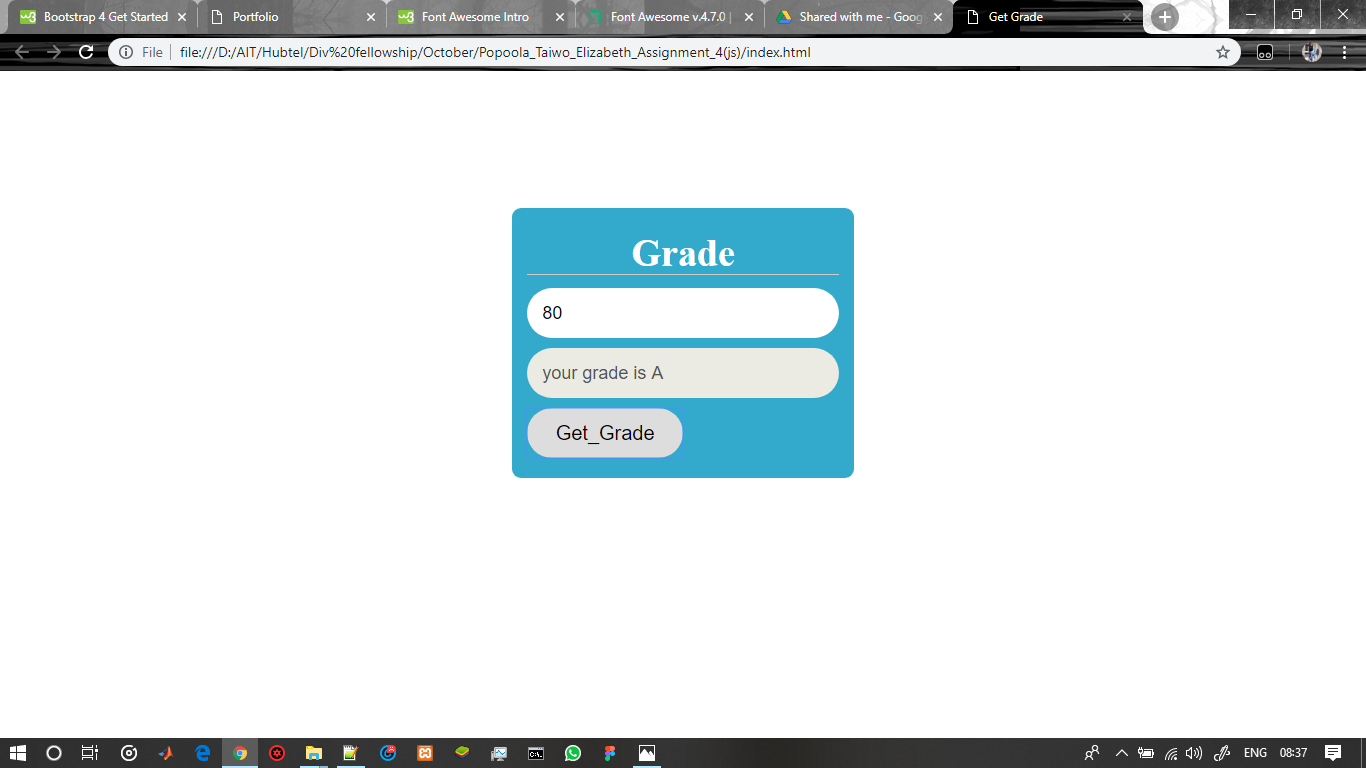 Bootstrap 4 Get Started
Portfolio
Font Awesome Intro
Font Awesome v.4.7.0 |
Shared with me - Goog
Get Grade
File
file:///D:/AIT/Hubtel/Div%20fellowship/October/Popoola_Taiwo_Elizabeth_Assignment_4(js)/index.html
Grade
80
your grade is A
Get_Grade
ENG
08:37